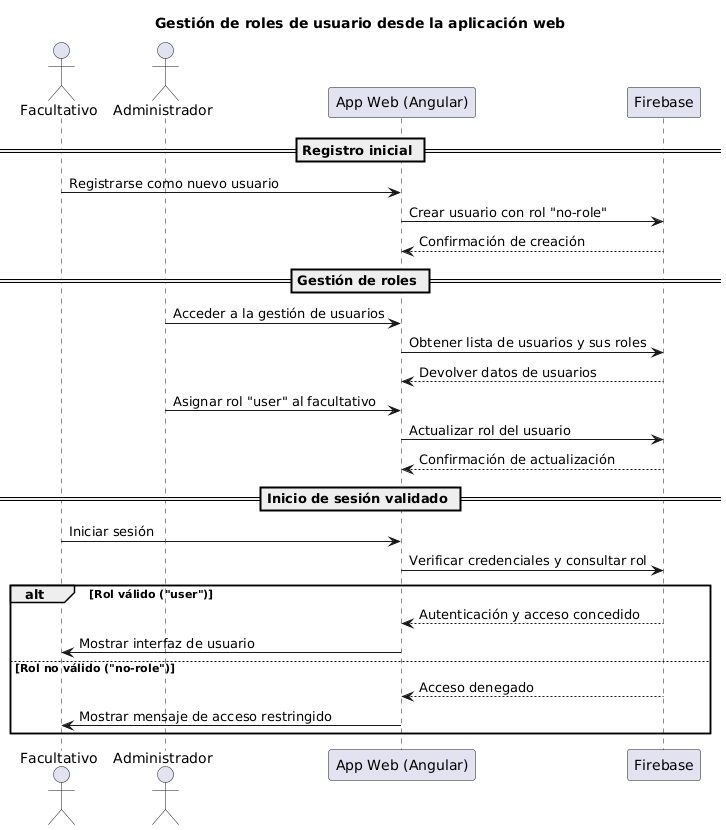 Gestión de roles de usuario desde la aplicación web
Facultativo Administrador App Web (Angular) Firebase
Registro inicial
Registrarse como nuevo usuario
Crear usuario con rol "no-role"
Confirmación de creación
Gestión de roles
Acceder a la gestión de usuarios
Obtener lista de usuarios y sus roles
Devolver datos de usuarios
Asignar rol "user" al facultativo
Actualizar rol del usuario
Confirmación de actualización
Inicio de sesión validado
Iniciar sesión
Verificar credenciales y consultar rol
alt [Rol válido ("user")]
Autenticación y acceso concedido
Mostrar interfaz de usuario
[Rol no válido ("no-role")]
Acceso denegado
Mostrar mensaje de acceso restringido
Facultativo Administrador App Web (Angular) Firebase